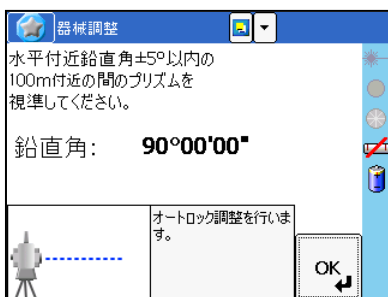 器械調整
水平付近鉛直角±5°以内の
100m付近の間のプリズムを
視準してください。
鉛直角: 90°00'00"
オートロック調整を行いま
す。
OK